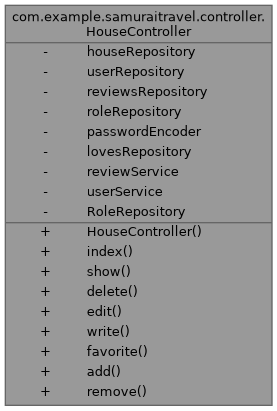 com.example.samuraitravel.controller.
HouseController
- houseRepository
- userRepository
- reviewsRepository
- roleRepository
- passwordEncoder
- lovesRepository
- reviewService
- userService
- RoleRepository
+ HouseController()
+ index()
+ show()
+ delete()
+ edit()
+ write()
+ favorite()
+ add()
+ remove()